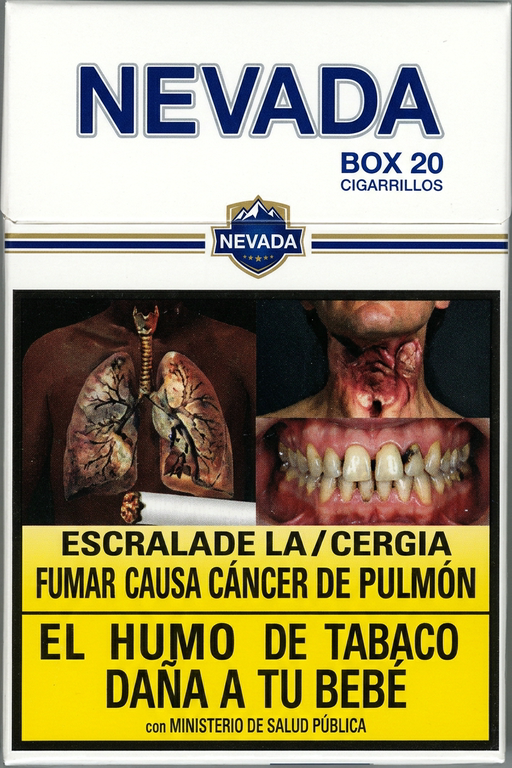 NEVADA
BOX 20
CIGARRILLOS
NEVADA
ESCRALADE LA/CERGIA
FUMAR CAUSA CÁNCER DE PULMÓN
EL HUMO DE TABACO
DAÑA A TU BEBÉ
con MINISTERIO DE SALUD PÚBLICA